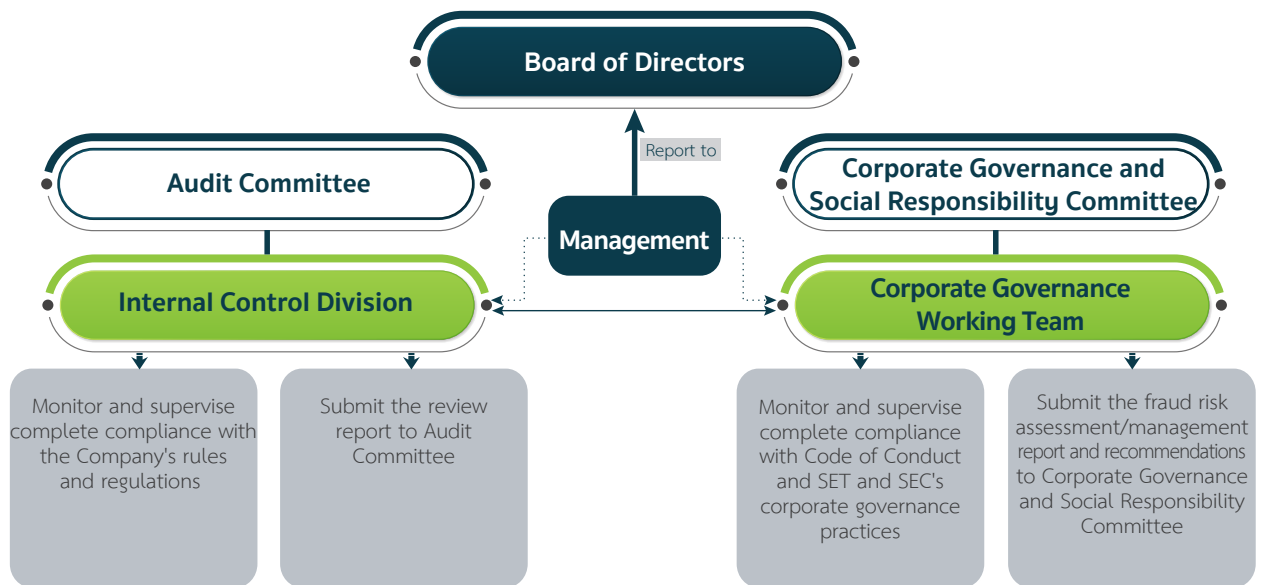 Board of Directors
Report to
Audit Committee
Corporate Governance and
Social Responsibility Committee
Management
Internal Control Division
Corporate Governance
Working Team
Monitor and supervise
complete compliance with
the Company's rules
and regulations
Submit the review
report to Audit
Committee
Monitor and supervise
complete compliance
with Code of Conduct
and SET and SEC's
corporate governance
practices
Submit the fraud risk
assessment/management
report and recommendations
to Corporate Governance
and Social Responsibility
Committee